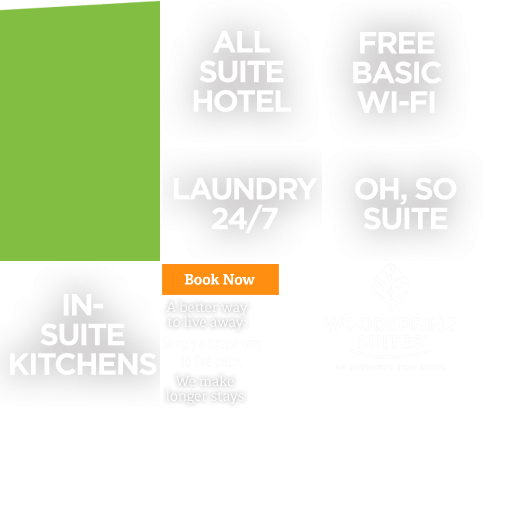 ALL
SUITE
HOTEL
FREE
BASIC
WI-FI
LAUNDRY
24/7
OH, SO
SUITE
IN-
SUITE
KITCHENS
Book Now
A better way
to live away.
We make
longer stays